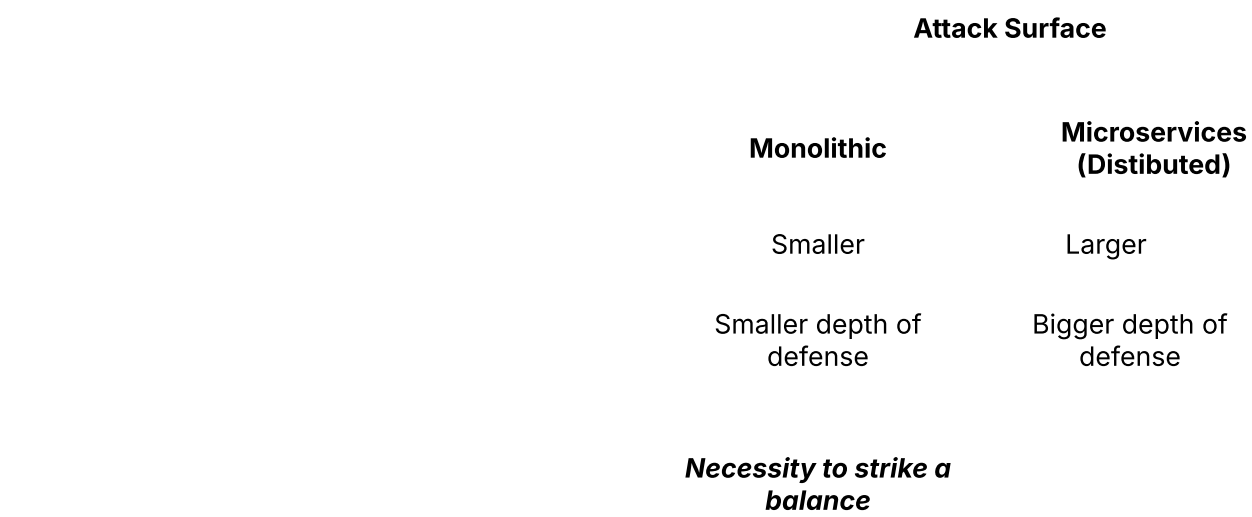 Attack Surface
Monolithic
Microservices
(Distibuted)
Smaller
Larger
Smaller depth of
defense
Bigger depth of
defense
Necessity to strike a
balance